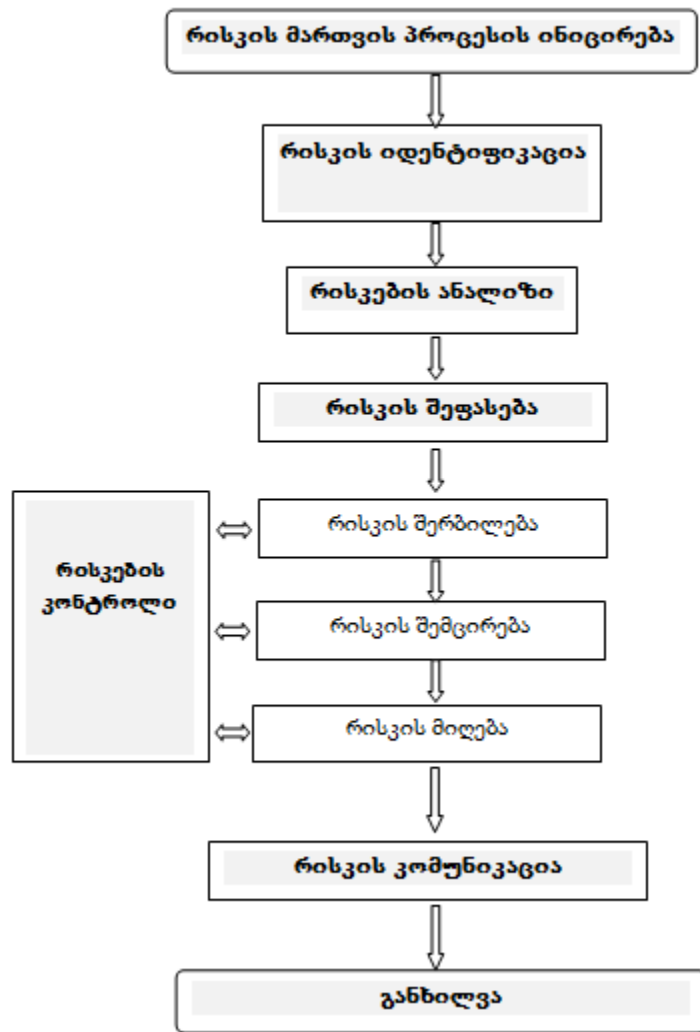 რისკის მართვის პროცესის ინიცირება
რისკის იდენტიფიკაცია
რისკების ანალიზი
რისკის შეფასება
რისკის შერბილება
რისკების
კონტროლი
რისკის შემცირება
რისკის მიღება
რისკის კომუნიკაცია
განხილვა